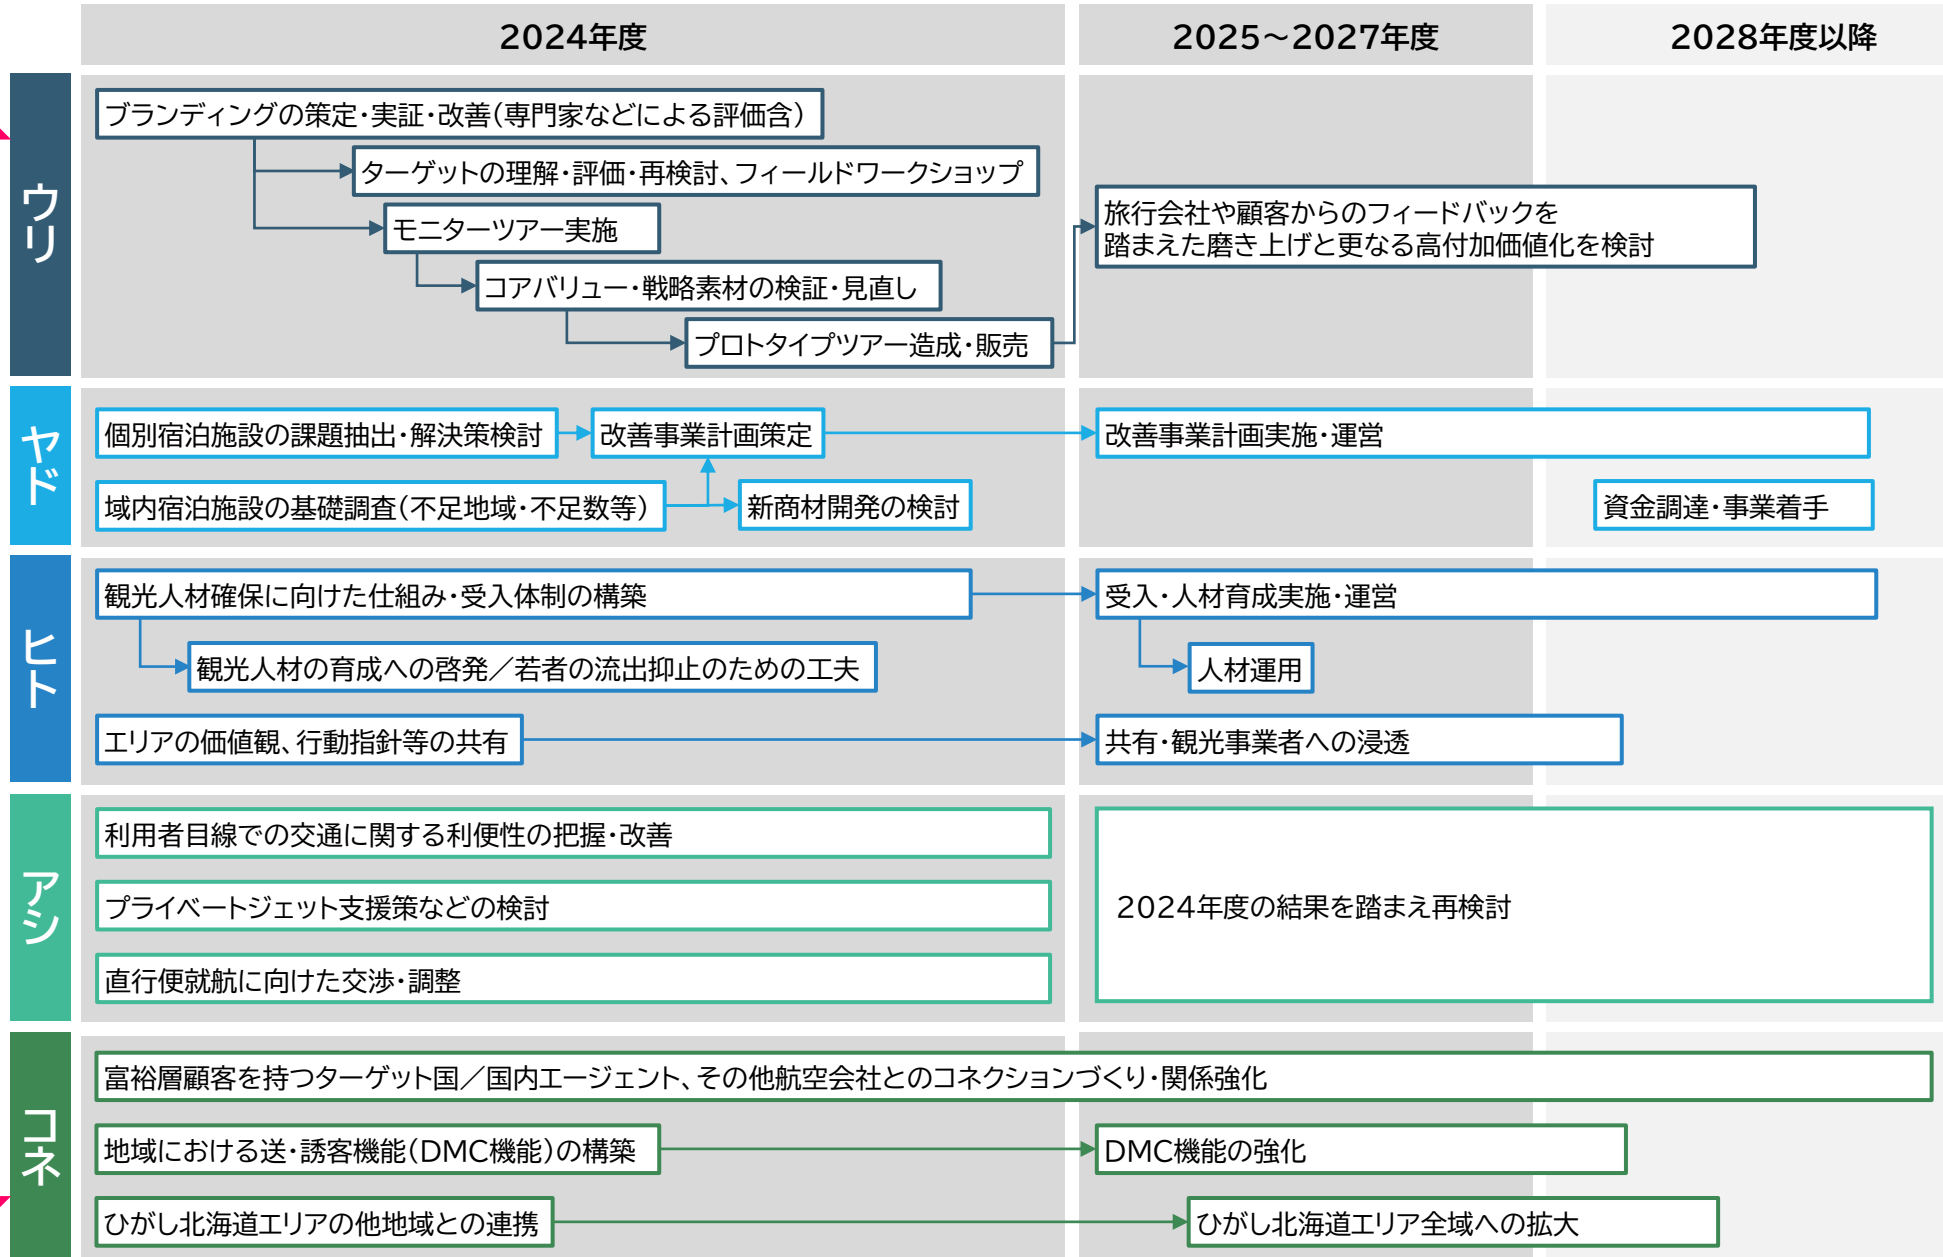 2024年度
2025～2027年度
2028年度以降
ウリ
ブランディングの策定・実証・改善（専門家などによる評価含）
ターゲットの理解・評価・再検討、フィールドワークショップ
モニターツアー実施
コアバリュー・戦略素材の検証・見直し
プロトタイプツアー造成・販売
旅行会社や顧客からのフィードバックを
踏まえた磨き上げと更なる高付加価値化を検討
ヤド
個別宿泊施設の課題抽出・解決策検討
改善事業計画策定
改善事業計画実施・運営
域内宿泊施設の基礎調査（不足地域・不足数等）
新商材開発の検討
資金調達・事業着手
ヒト
観光人材確保に向けた仕組み・受入体制の構築
受入・人材育成実施・運営
観光人材の育成への啓発／若者の流出抑止のための工夫
人材運用
エリアの価値観、行動指針等の共有
共有・観光事業者への浸透
アシ
利用者目線での交通に関する利便性の把握・改善
プライベートジェット支援策などの検討
直行便就航に向けた交渉・調整
2024年度の結果を踏まえ再検討
コネ
富裕層顧客を持つターゲット国／国内エージェント、その他航空会社とのコネクションづくり・関係強化
地域における送・誘客機能（DMC機能）の構築
DMC機能の強化
ひがし北海道エリアの他地域との連携
ひがし北海道エリア全域への拡大